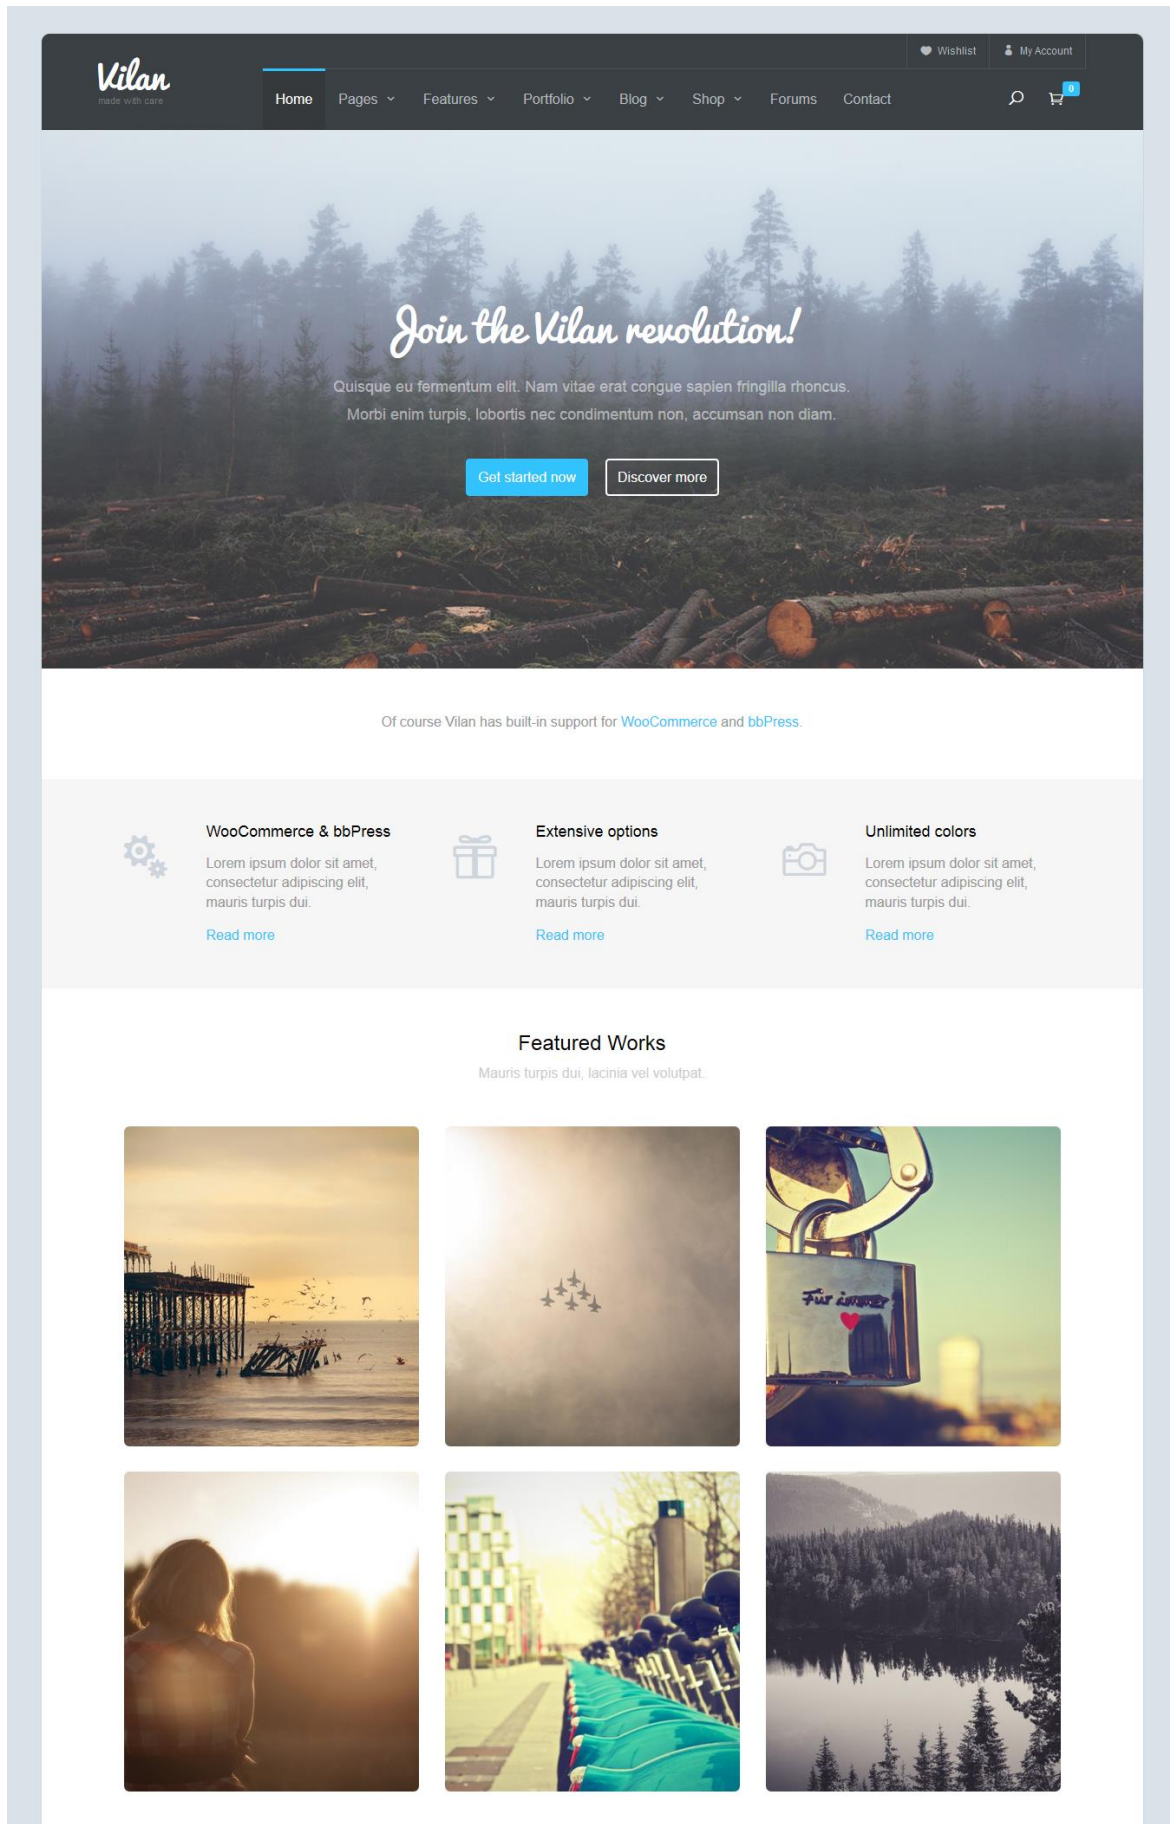 Wishlist My Account
Vilan
made with care
Home Pages Features Portfolio Blog Shop Forums Contact
0
Join the Vilan revolution!
Quisque eu fermentum elit. Nam vitae erat congue sapien fringilla rhoncus.
Morbi enim turpis, lobortis nec condimentum non, accumsan non diam.
Get started now Discover more
Of course Vilan has built-in support for WooCommerce and bbPress.
WooCommerce & bbPress
Lorem ipsum dolor sit amet,
consectetur adipiscing elit,
mauris turpis dui.
Read more
Extensive options
Lorem ipsum dolor sit amet,
consectetur adipiscing elit,
mauris turpis dui.
Read more
Unlimited colors
Lorem ipsum dolor sit amet,
consectetur adipiscing elit,
mauris turpis dui.
Read more
Featured Works
Mauris turpis dui, lacinia vel volutpat.
Für immer